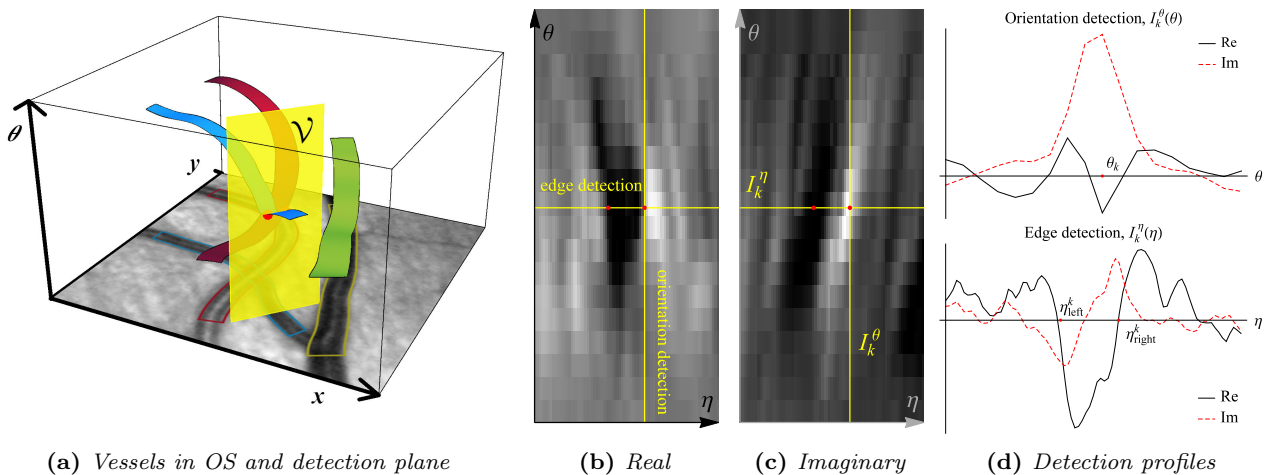 θ
y
x
𝒱
(a) Vessels in OS and detection plane
θ
edge detection
orientation detection
η
(b) Real
θ
I_k^η
I_k^θ
η
(c) Imaginary
Orientation detection, I_k^θ(θ)
Re
Im
θ_k
θ
Edge detection, I_k^η(η)
η_left^k
η
η_right^k
Re
Im
(d) Detection profiles